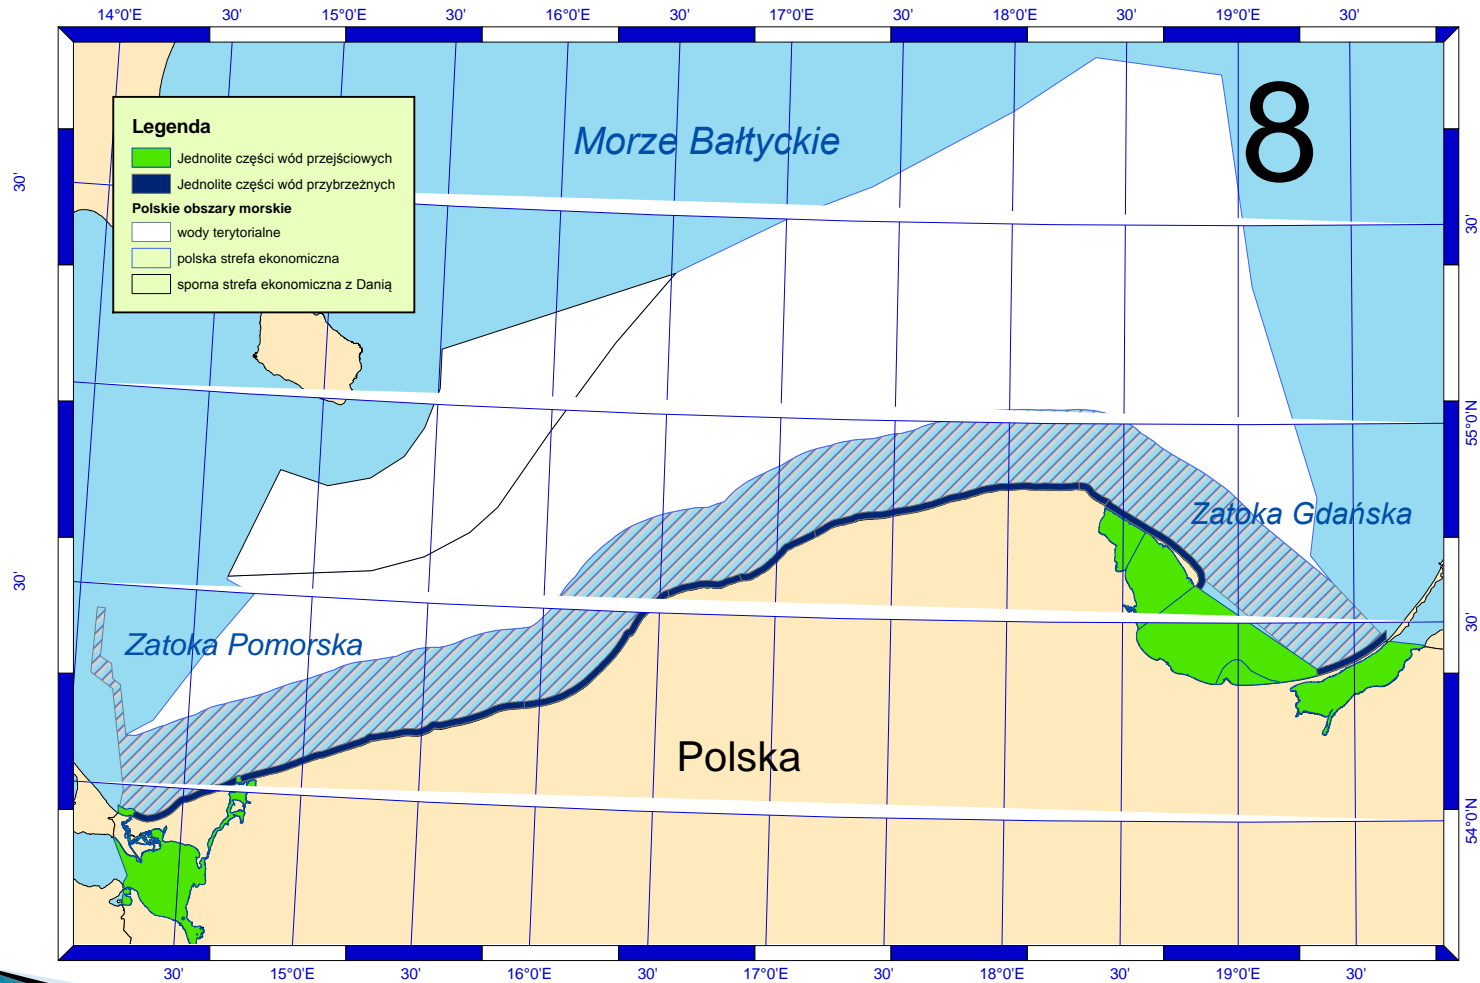 14°0'E 30' 15°0'E 30' 16°0'E 30' 17°0'E 30' 18°0'E 30' 19°0'E 30'
8
Legenda
Jednolite części wód przejściowych
Jednolite części wód przybrzeżnych
Polskie obszary morskie
wody terytorialne
polska strefa ekonomiczna
sporna strefa ekonomiczna z Danią
Morze Bałtyckie
30'
30'
55°0'N
Zatoka Gdańska
30'
30'
Zatoka Pomorska
Polska
54°0'N
30' 15°0'E 30' 16°0'E 30' 17°0'E 30' 18°0'E 30' 19°0'E 30'